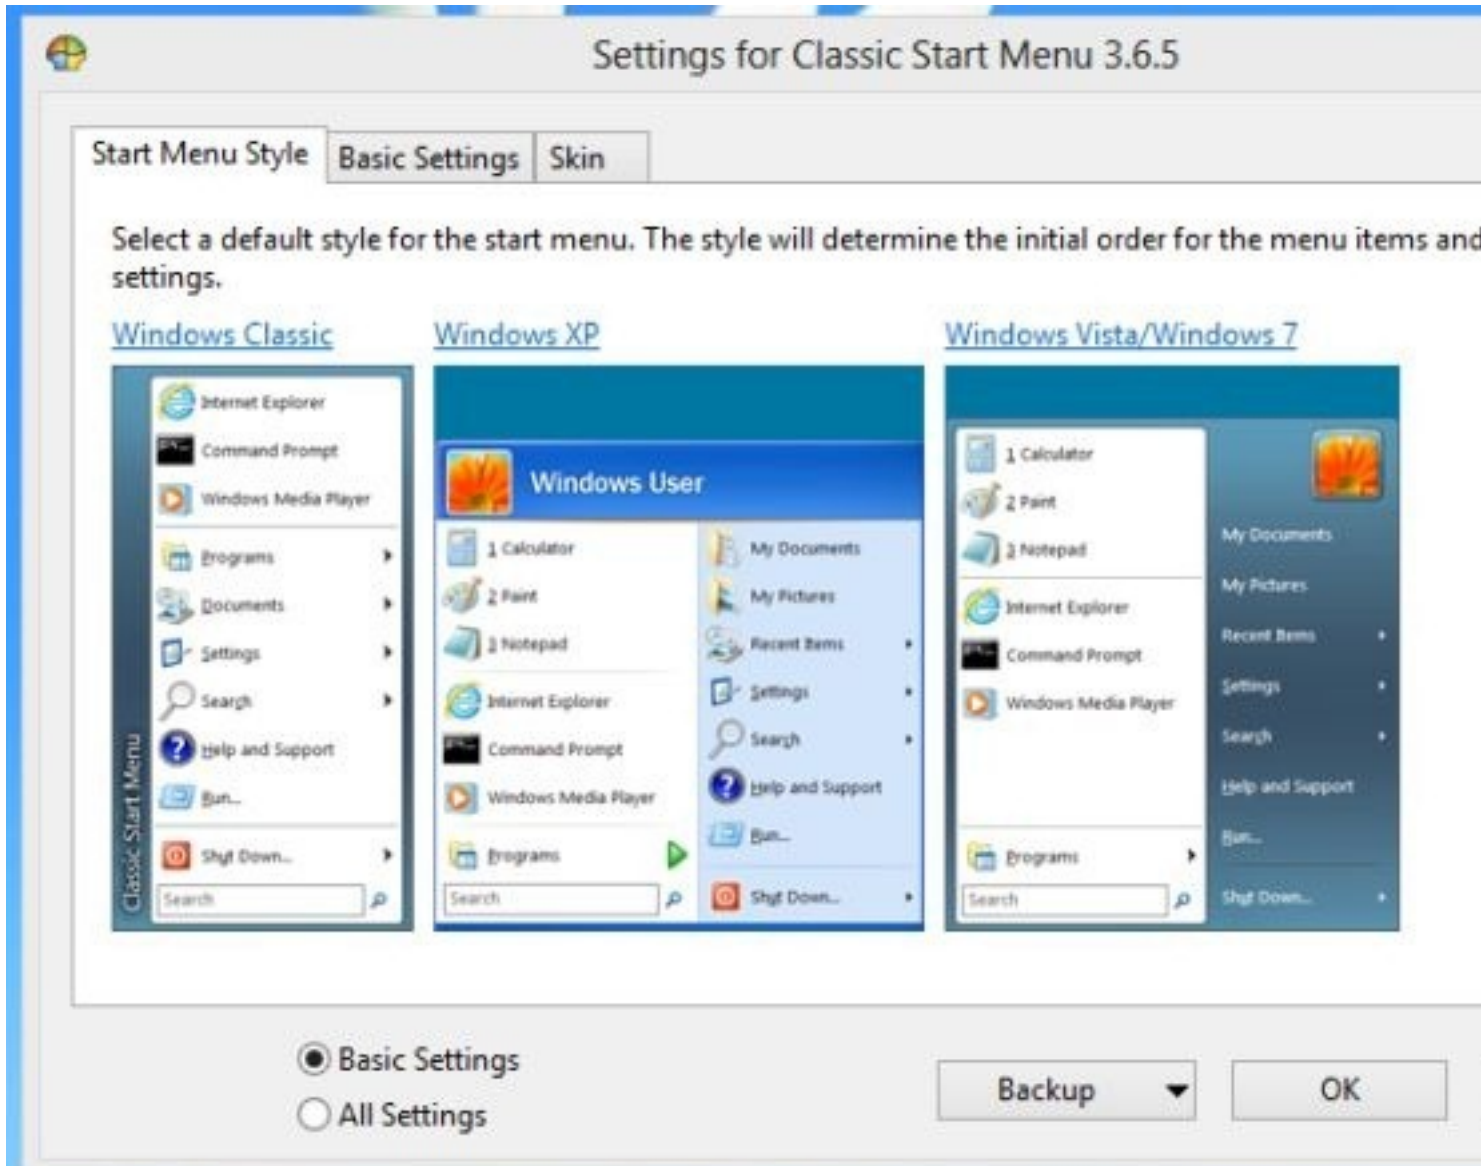 Settings for Classic Start Menu 3.6.5
Start Menu Style
Basic Settings
Skin
Select a default style for the start menu. The style will determine the initial order for the menu items and
settings.
Windows Classic
Internet Explorer
Command Prompt
Windows Media Player
Programs
Documents
Settings
Search
Help and Support
Run...
Shut Down...
Search
Classic Start Menu
Windows XP
Windows User
1 Calculator
2 Paint
3 Notepad
Internet Explorer
Command Prompt
Windows Media Player
Programs
Search
My Documents
My Pictures
Recent Items
Settings
Search
Help and Support
Run...
Shut Down...
Windows Vista/Windows 7
1 Calculator
2 Paint
3 Notepad
Internet Explorer
Command Prompt
Windows Media Player
Programs
Search
My Documents
My Pictures
Recent Items
Settings
Search
Help and Support
Run...
Shut Down...
Basic Settings
All Settings
Backup
OK